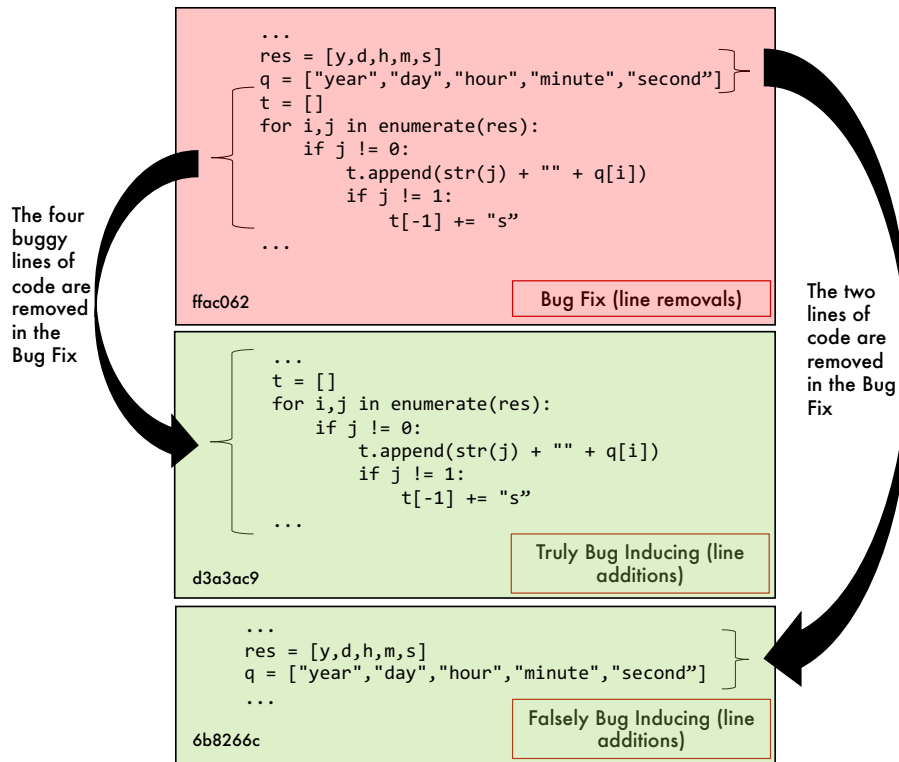 ...
res = [y,d,h,m,s]
q = ["year","day","hour","minute","second”]
t = []
for i,j in enumerate(res):
    if j != 0:
        t.append(str(j) + "" + q[i])
        if j != 1:
            t[-1] += "s”
...
ffac062
Bug Fix (line removals)
The four
buggy
lines of
code are
removed
in the
Bug Fix
The two
lines of
code are
removed
in the Bug
Fix
...
t = []
for i,j in enumerate(res):
    if j != 0:
        t.append(str(j) + "" + q[i])
        if j != 1:
            t[-1] += "s”
...
d3a3ac9
Truly Bug Inducing (line
additions)
...
res = [y,d,h,m,s]
q = ["year","day","hour","minute","second”]
...
6b8266c
Falsely Bug Inducing (line
additions)